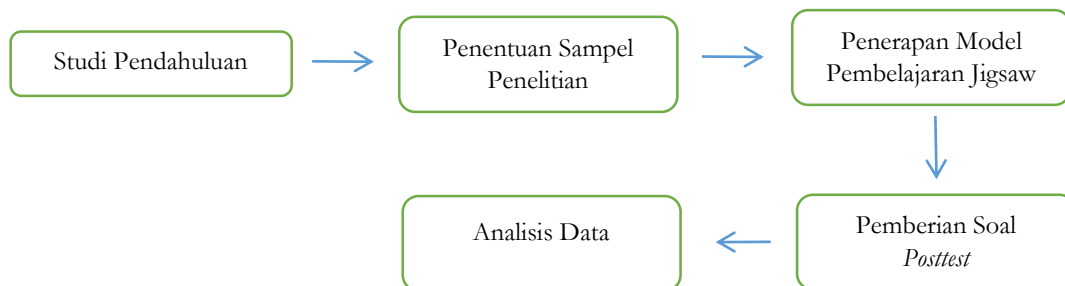 Studi Pendahuluan
Penentuan Sampel
Penelitian
Penerapan Model
Pembelajaran Jigsaw
Pemberian Soal
Posttest
Analisis Data